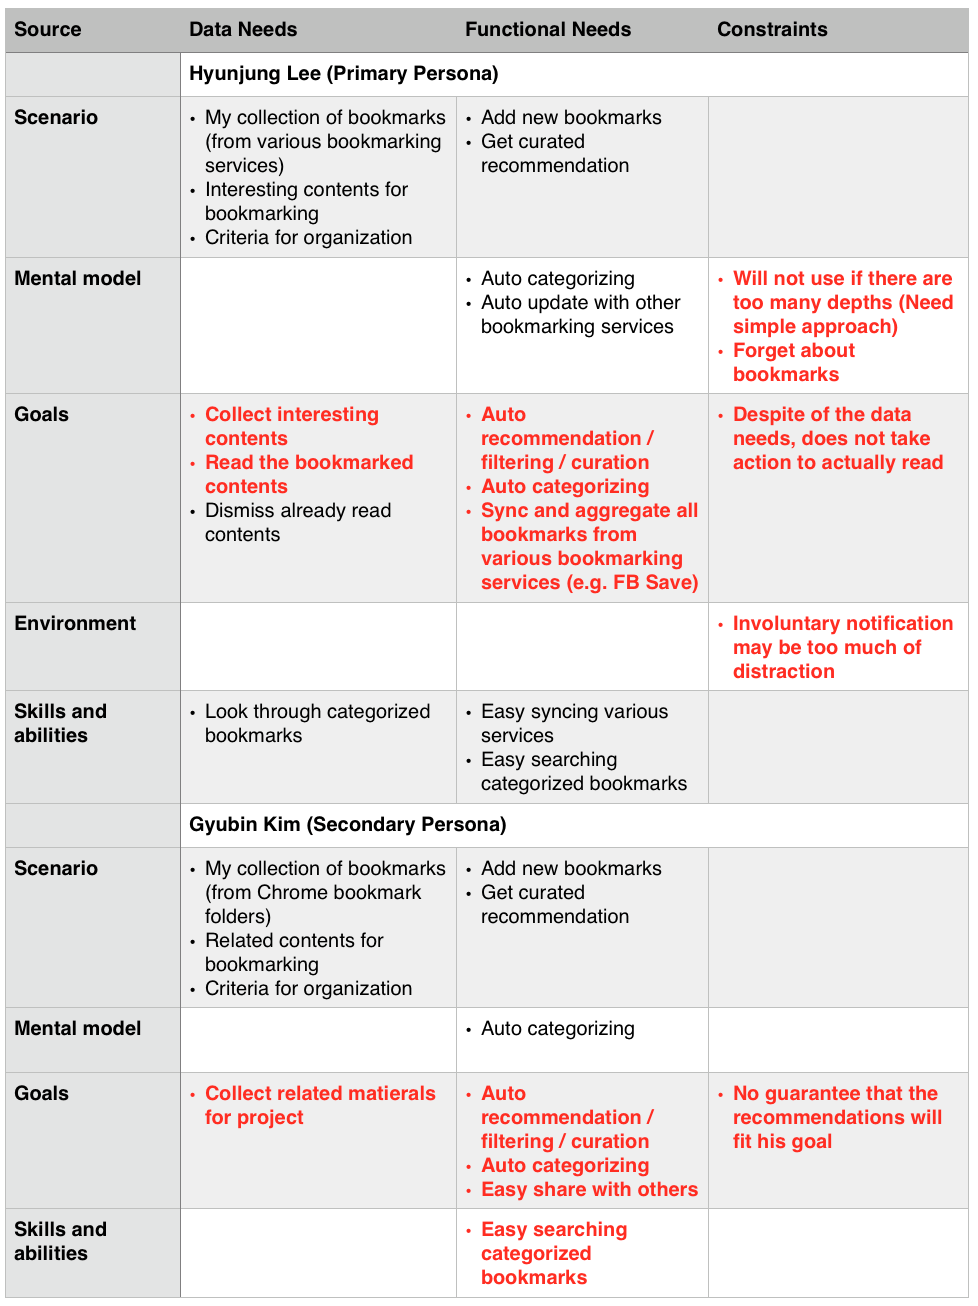 Source Data Needs Functional Needs Constraints
Hyunjung Lee (Primary Persona)
Scenario
• My collection of bookmarks
(from various bookmarking
services)
• Interesting contents for
bookmarking
• Criteria for organization
• Add new bookmarks
• Get curated
recommendation
Mental model
• Auto categorizing
• Auto update with other
bookmarking services
• Will not use if there are
too many depths (Need
simple approach)
• Forget about
bookmarks
Goals
• Collect interesting
contents
• Read the bookmarked
contents
• Dismiss already read
contents
• Auto
recommendation /
filtering / curation
• Auto categorizing
• Sync and aggregate all
bookmarks from
various bookmarking
services (e.g. FB Save)
• Despite of the data
needs, does not take
action to actually read
Environment
• Involuntary notification
may be too much of
distraction
Skills and
abilities
• Look through categorized
bookmarks
• Easy syncing various
services
• Easy searching
categorized bookmarks
Gyubin Kim (Secondary Persona)
Scenario
• My collection of bookmarks
(from Chrome bookmark
folders)
• Related contents for
bookmarking
• Criteria for organization
• Add new bookmarks
• Get curated
recommendation
Mental model
• Auto categorizing
Goals
• Collect related matierals
for project
• Auto
recommendation /
filtering / curation
• Auto categorizing
• Easy share with others
• No guarantee that the
recommendations will
fit his goal
Skills and
abilities
• Easy searching
categorized
bookmarks